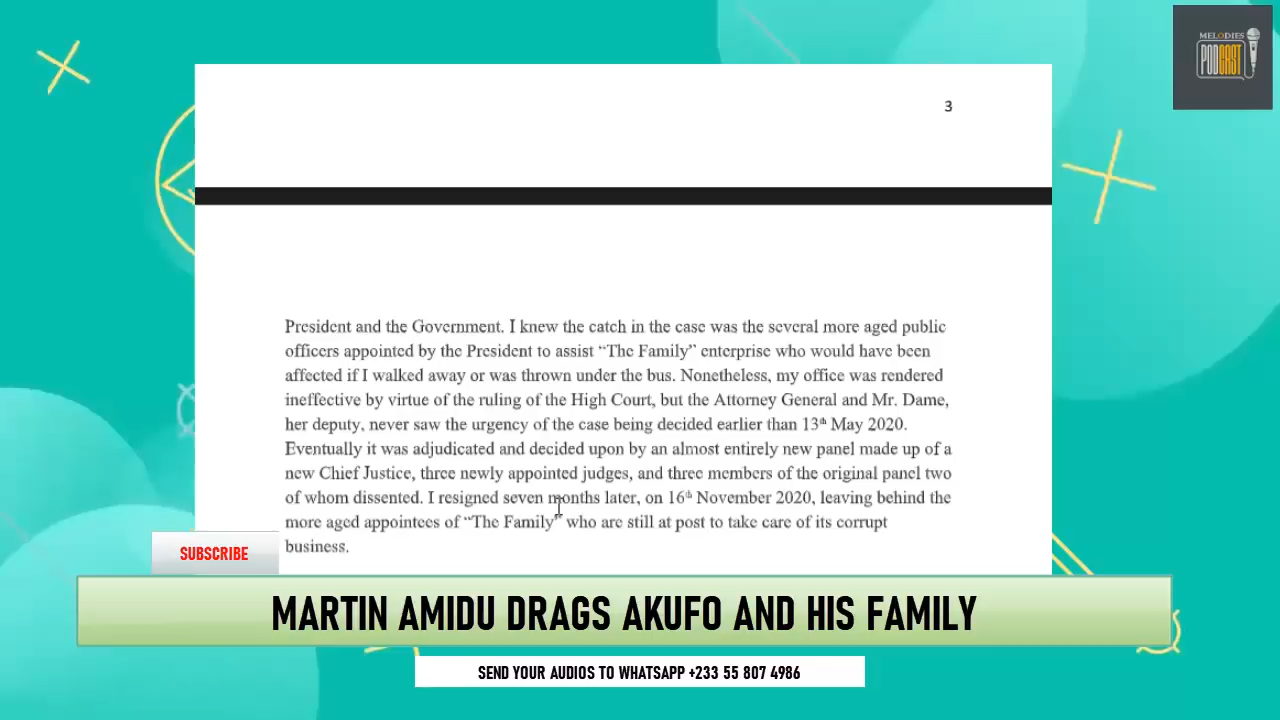 MELODIES
PODCAST
3
President and the Government. I knew the catch in the case was the several more aged public
officers appointed by the President to assist “The Family” enterprise who would have been
affected if I walked away or was thrown under the bus. Nonetheless, my office was rendered
ineffective by virtue of the ruling of the High Court, but the Attorney General and Mr. Dame,
her deputy, never saw the urgency of the case being decided earlier than 13th May 2020.
Eventually it was adjudicated and decided upon by an almost entirely new panel made up of a
new Chief Justice, three newly appointed judges, and three members of the original panel two
of whom dissented. I resigned seven months later, on 16th November 2020, leaving behind the
more aged appointees of “The Family” who are still at post to take care of its corrupt
business.
SUBSCRIBE
MARTIN AMIDU DRAGS AKUFO AND HIS FAMILY
SEND YOUR AUDIOS TO WHATSAPP +233 55 807 4986